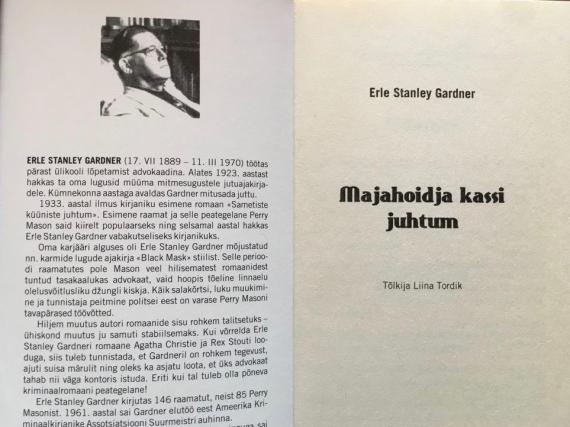 ERLE STANLEY GARDNER (17. VII 1889 – 11. III 1970) töötas
pärast ülikooli lõpetamist advokaadina. Alates 1923. aastast
hakkas ta oma lugusid müüma mitmesugustele jutuajakirja-
dele. Kümnekonna aastaga avaldas Gardner mitusada juttu.
1933. aastal ilmus kirjaniku esimene romaan «Sametiste
küüniste juhtum». Esimene raamat ja selle peategelane Perry
Mason said kiirelt populaarseks ning selsamal aastal hakkas
Erle Stanley Gardner vabakutseliseks kirjanikuks.
Oma karjääri alguses oli Erle Stanley Gardner mõjustatud
nn. karmide lugude ajakirja «Black Mask» stiilist. Selle perioo-
di raamatutes pole Mason veel hilisematest romaanidest
tuntud tasakaalukas advokaat, vaid hoopis tõeline linnaelu
olelusvõitlusliku džungli kiskja. Käik salakõrtsi, luku muukimi-
ne ja tunnistaja peitmine politsei eest on varase Perry Masoni
tavapärased töövõtted.
Hiljem muutus autori romaanide sisu rohkem talitsetuks –
ühiskond muutus ju samuti stabiilsemaks. Kui võrrelda Erle
Stanley Gardneri romaane Agatha Christie ja Rex Stouti loo-
duga, siis tuleb tunnistada, et Gardneril on rohkem tegevust,
ajuti suisa märulit ning oleks ka asjatu loota, et üks advokaat
tahab nii väga kontoris istuda. Eriti kui tal tuleb olla põneva
kriminaalromaani peategelane!
Erle Stanley Gardner kirjutas 146 raamatut, neist 85 Perry
Masonist. 1961. aastal sai Gardner elutöö eest Ameerika Kri-
minaalkirjanike Assotsiatsiooni Suurmeistri auhinna.
Erle Stanley Gardner
Majahoidja kassi
juhtum
Tõlkija Liina Tordik